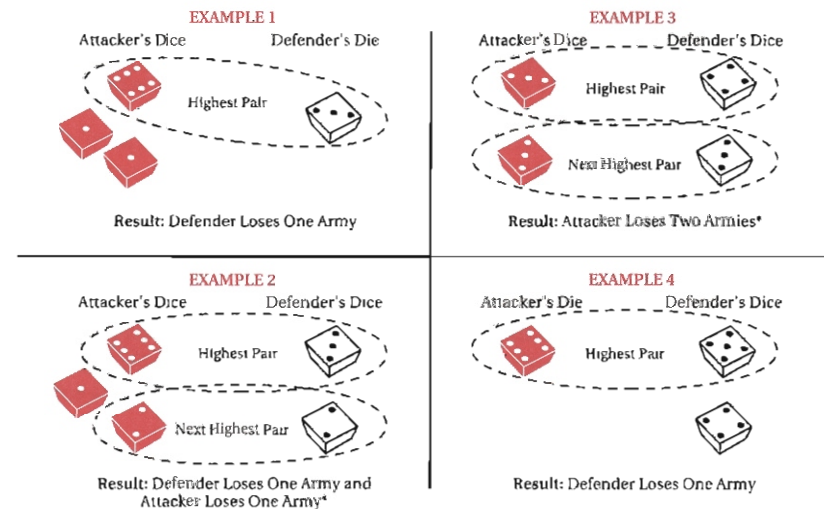 EXAMPLE 1
Attacker's Dice Defender's Die
Highest Pair
Result: Defender Loses One Army
EXAMPLE 3
Attacker's Dice Defender's Dice
Highest Pair
Next Highest Pair
Result: Attacker Loses Two Armies*
EXAMPLE 2
Attacker's Dice Defender's Dice
Highest Pair
Next Highest Pair
Result: Defender Loses One Army and
Attacker Loses One Army*
EXAMPLE 4
Attacker's Die Defender's Dice
Highest Pair
Result: Defender Loses One Army